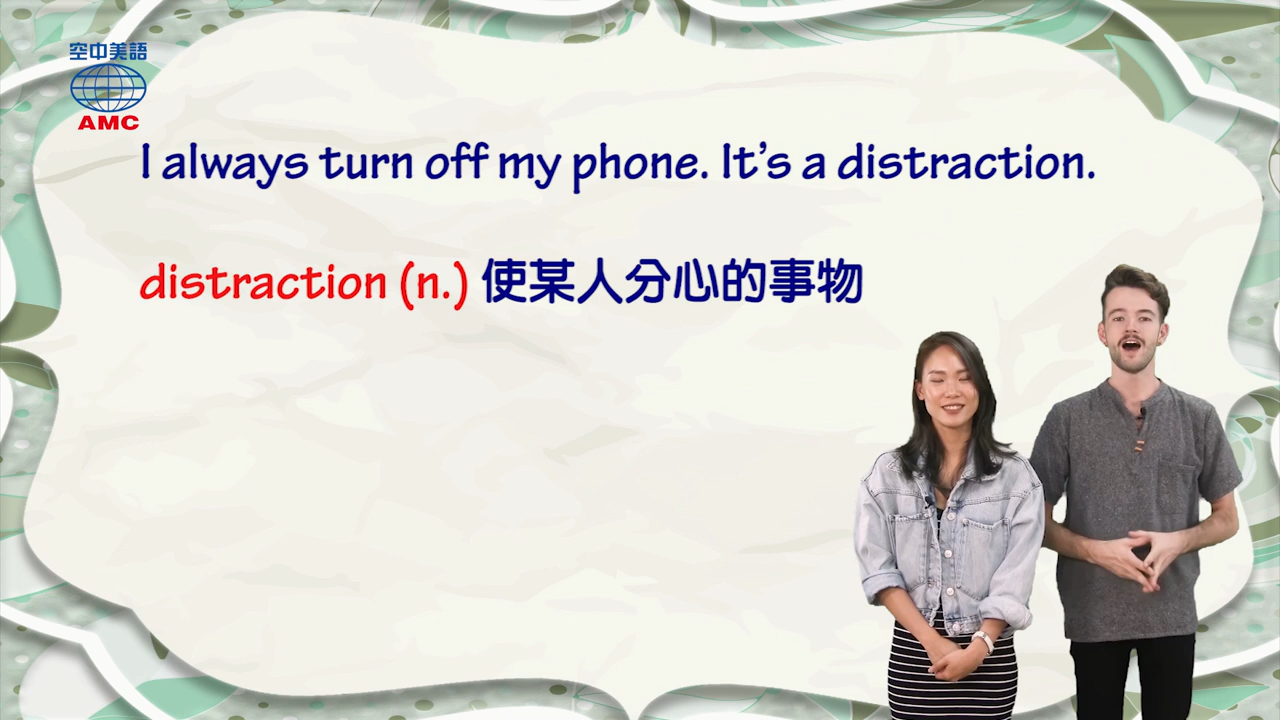 空中美語
AMC
I always turn off my phone. It's a distraction.
distraction (n.) 使某人分心的事物